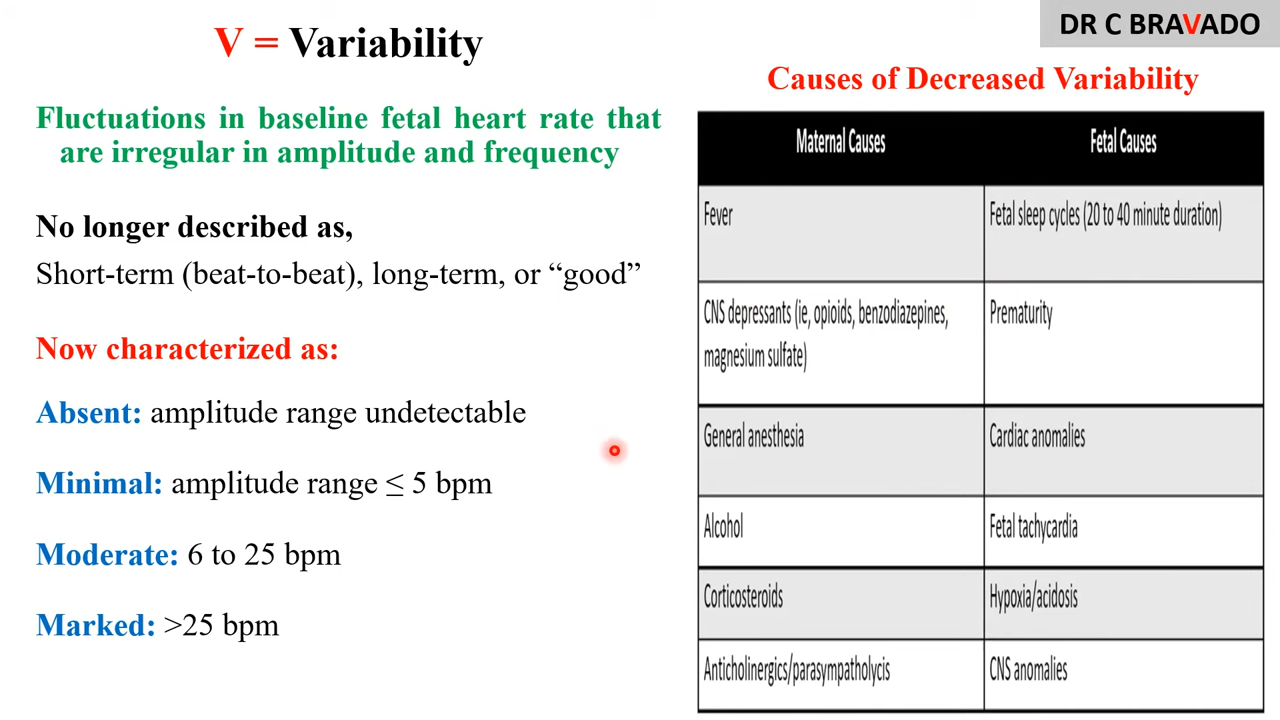 DR C BRAVADO
V = Variability
Fluctuations in baseline fetal heart rate that
are irregular in amplitude and frequency
No longer described as,
Short-term (beat-to-beat), long-term, or “good”
Now characterized as:
Absent: amplitude range undetectable
Minimal: amplitude range ≤ 5 bpm
Moderate: 6 to 25 bpm
Marked: >25 bpm
Causes of Decreased Variability
Maternal Causes Fetal Causes
Fever Fetal sleep cycles (20 to 40 minute duration)
CNS depressants (ie, opioids, benzodiazepines, Prematurity
magnesium sulfate)
General anesthesia Cardiac anomalies
Alcohol Fetal tachycardia
Corticosteroids Hypoxia/acidosis
Anticholinergics/parasympatholycis CNS anomalies